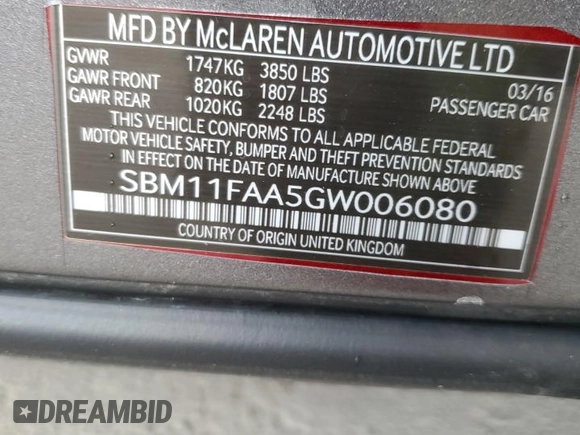 MFD BY McLAREN AUTOMOTIVE LTD
GVWR 1747KG 3850 LBS 03/16
GAWR FRONT 820KG 1807 LBS PASSENGER CAR
GAWR REAR 1020KG 2248 LBS
THIS VEHICLE CONFORMS TO ALL APPLICABLE FEDERAL
MOTOR VEHICLE SAFETY, BUMPER AND THEFT PREVENTION STANDARDS
IN EFFECT ON THE DATE OF MANUFACTURE SHOWN ABOVE
SBM11FAA5GW006080
COUNTRY OF ORIGIN UNITED KINGDOM
DREAMBID